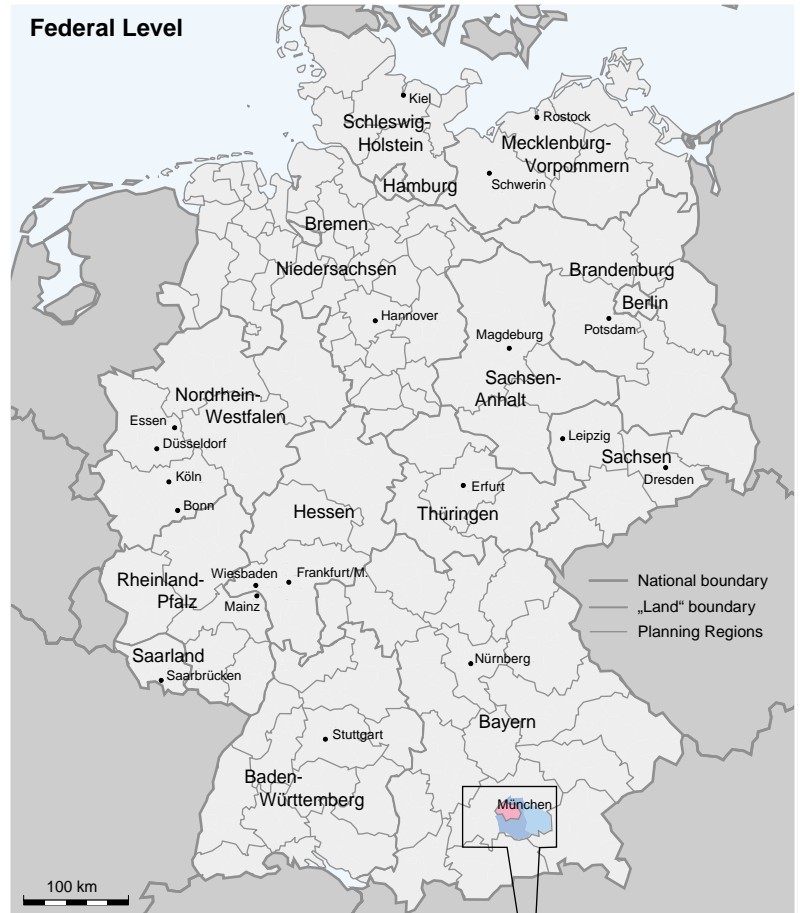 Federal Level
Kiel
Schleswig-
Holstein
Rostock
Mecklenburg-
Vorpommern
Schwerin
Hamburg
Bremen
Niedersachsen
Hannover
Brandenburg
Berlin
Potsdam
Magdeburg
Sachsen-
Anhalt
Nordrhein-
Westfalen
Essen
Düsseldorf
Köln
Bonn
Leipzig
Sachsen
Dresden
Erfurt
Thüringen
Hessen
Wiesbaden
Frankfurt/M.
Mainz
Rheinland-
Pfalz
National boundary
„Land“ boundary
Planning Regions
Saarland
Saarbrücken
Nürnberg
Bayern
Stuttgart
Baden-
Württemberg
München
100 km